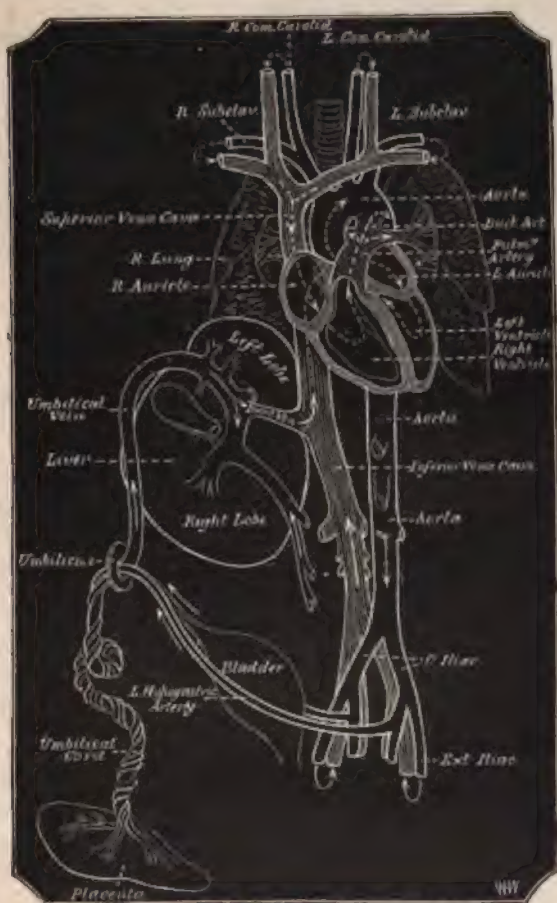 R. Com. Carotid
L. Com. Carotid
R. Subclav.
L. Subclav.
Superior Vena Cava
Aorta
Duct. Art.
Pulm.
Artery
R. Lung
L. Auricle
R. Auricle
Left
Ventricle
Right
Ventricle
Left Lobe
Umbilical
Veins
Aorta
Liver
Inferior Vena Cava
Right Lobe
Aorta
Umbilicus
Bladder
C. Iliac
L. Hypogastric
Artery
Umbilical
Cord
Ext. Iliac
Placenta